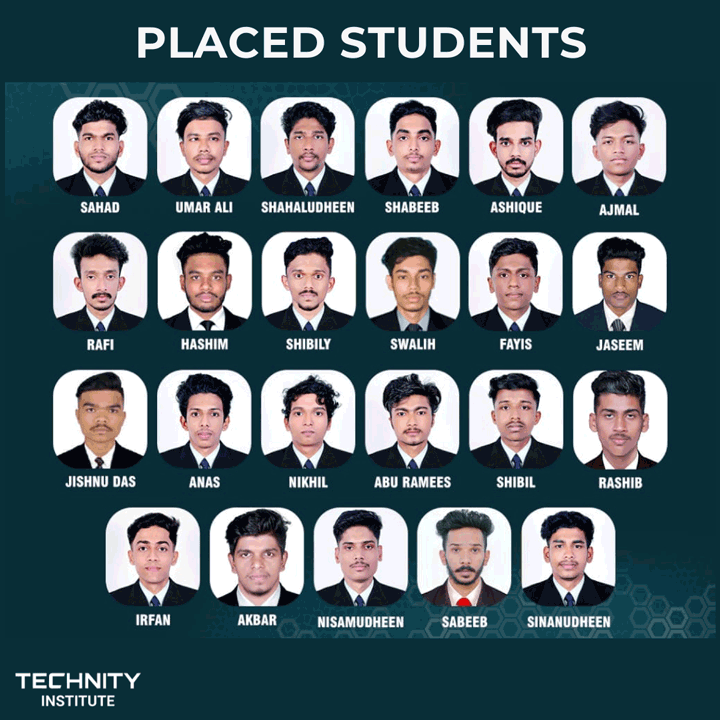 PLACED STUDENTS
SAHAD UMAR ALI SHAHALUDHEEN SHABEEB ASHIQUE AJMAL
RAFI HASHIM SHIBILY SWALIH FAYIS JASEEM
JISHNU DAS ANAS NIKHIL ABU RAMEES SHIBIL RASHIB
IRFAN AKBAR NISAMUDHEEN SABEEB SINANUDHEEN
TECHNITY
INSTITUTE